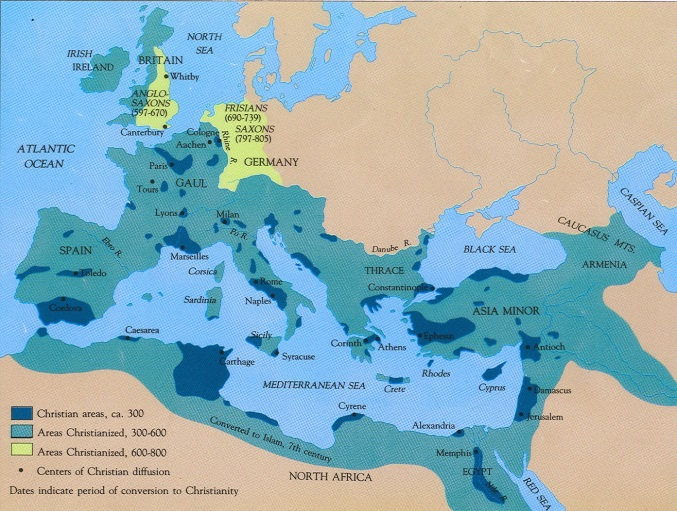 NORTH
SEA
IRISH
IRELAND
BRITAIN
Whitby
ANGLO-
SAXONS
(597-670)
Canterbury
FRISIANS
(690-739)
SAXONS
(797-805)
Cologne
Aachen
Rhine R.
GERMANY
ATLANTIC
OCEAN
Paris
Tours
GAUL
Lyons
Milan
Po R.
Marseilles
SPAIN
Ebro R.
Toledo
Cordova
Corsica
Sardinia
Rome
Naples
Danube R.
BLACK SEA
CASPIAN SEA
CAUCASUS MTS.
ARMENIA
THRACE
Constantinople
ASIA MINOR
Ephesus
Antioch
Caesarea
Carthage
Sicily
Syracuse
Corinth
Athens
MEDITERRANEAN SEA
Crete
Rhodes
Cyprus
Damascus
Jerusalem
Cyrene
Alexandria
Memphis
EGYPT
Nile R.
RED SEA
Converted to Islam, 7th century
NORTH AFRICA
Christian areas, ca. 300
Areas Christianized, 300-600
Areas Christianized, 600-800
Centers of Christian diffusion
Dates indicate period of conversion to Christianity